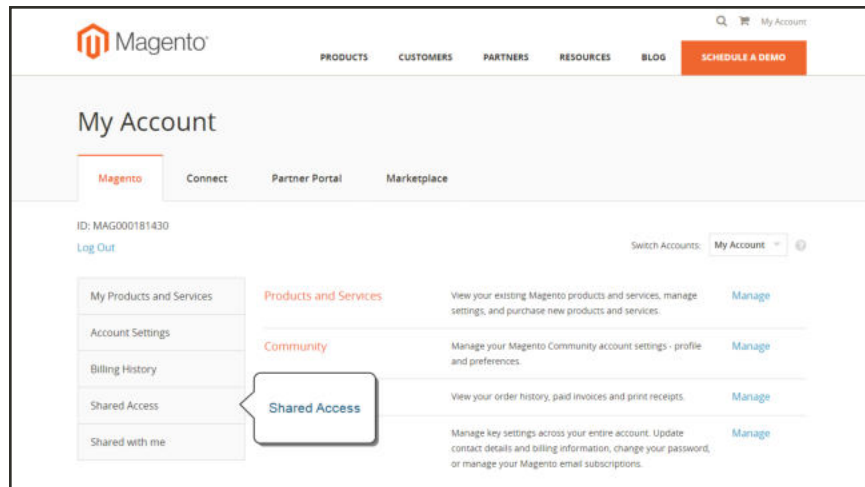 My Account
Magento
PRODUCTS CUSTOMERS PARTNERS RESOURCES BLOG SCHEDULE A DEMO
My Account
Magento Connect Partner Portal Marketplace
ID: MAG000181430
Log Out
Switch Accounts: My Account
My Products and Services
Account Settings
Billing History
Shared Access
Shared with me
Products and Services
View your existing Magento products and services, manage
settings, and purchase new products and services.
Manage
Community
Manage your Magento Community account settings - profile
and preferences.
Manage
Shared Access
View your order history, paid invoices and print receipts.
Manage
Manage key settings across your entire account. Update
contact details and billing information, change your password,
or manage your Magento email subscriptions.
Manage